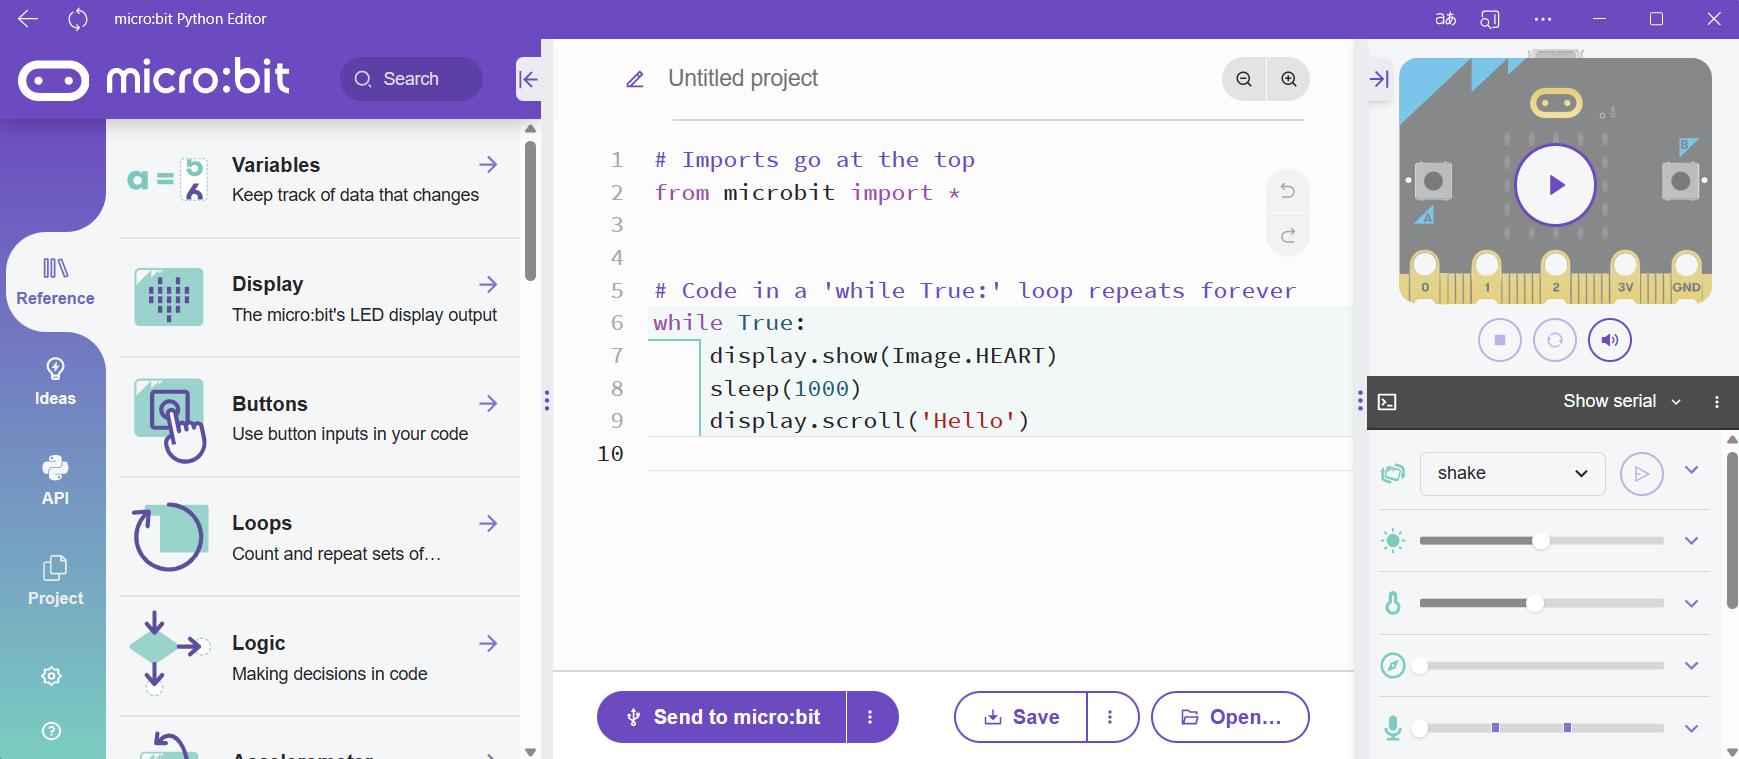 micro:bit Python Editor
micro:bit
Search
Reference
Ideas
API
Project
Variables
Keep track of data that changes
Display
The micro:bit's LED display output
Buttons
Use button inputs in your code
Loops
Count and repeat sets of…
Logic
Making decisions in code
Accelerometer
Untitled project
1 # Imports go at the top
2 from microbit import *
3
4
5 # Code in a 'while True:' loop repeats forever
6 while True:
7 display.show(Image.HEART)
8 sleep(1000)
9 display.scroll('Hello')
10
Send to micro:bit
Save
Open...
B
A
0 1 2 3V GND
Show serial
shake